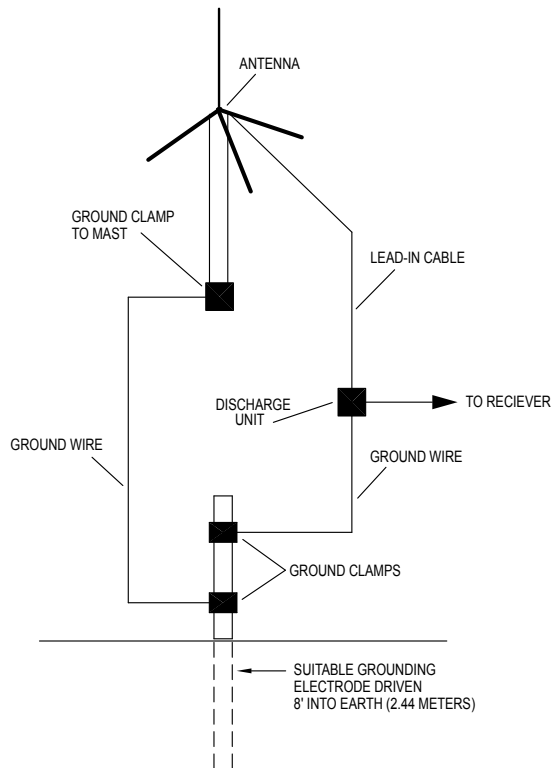 ANTENNA
GROUND CLAMP
TO MAST
LEAD-IN CABLE
DISCHARGE
UNIT
TO RECIEVER
GROUND WIRE
GROUND WIRE
GROUND CLAMPS
SUITABLE GROUNDING
ELECTRODE DRIVEN
8' INTO EARTH (2.44 METERS)